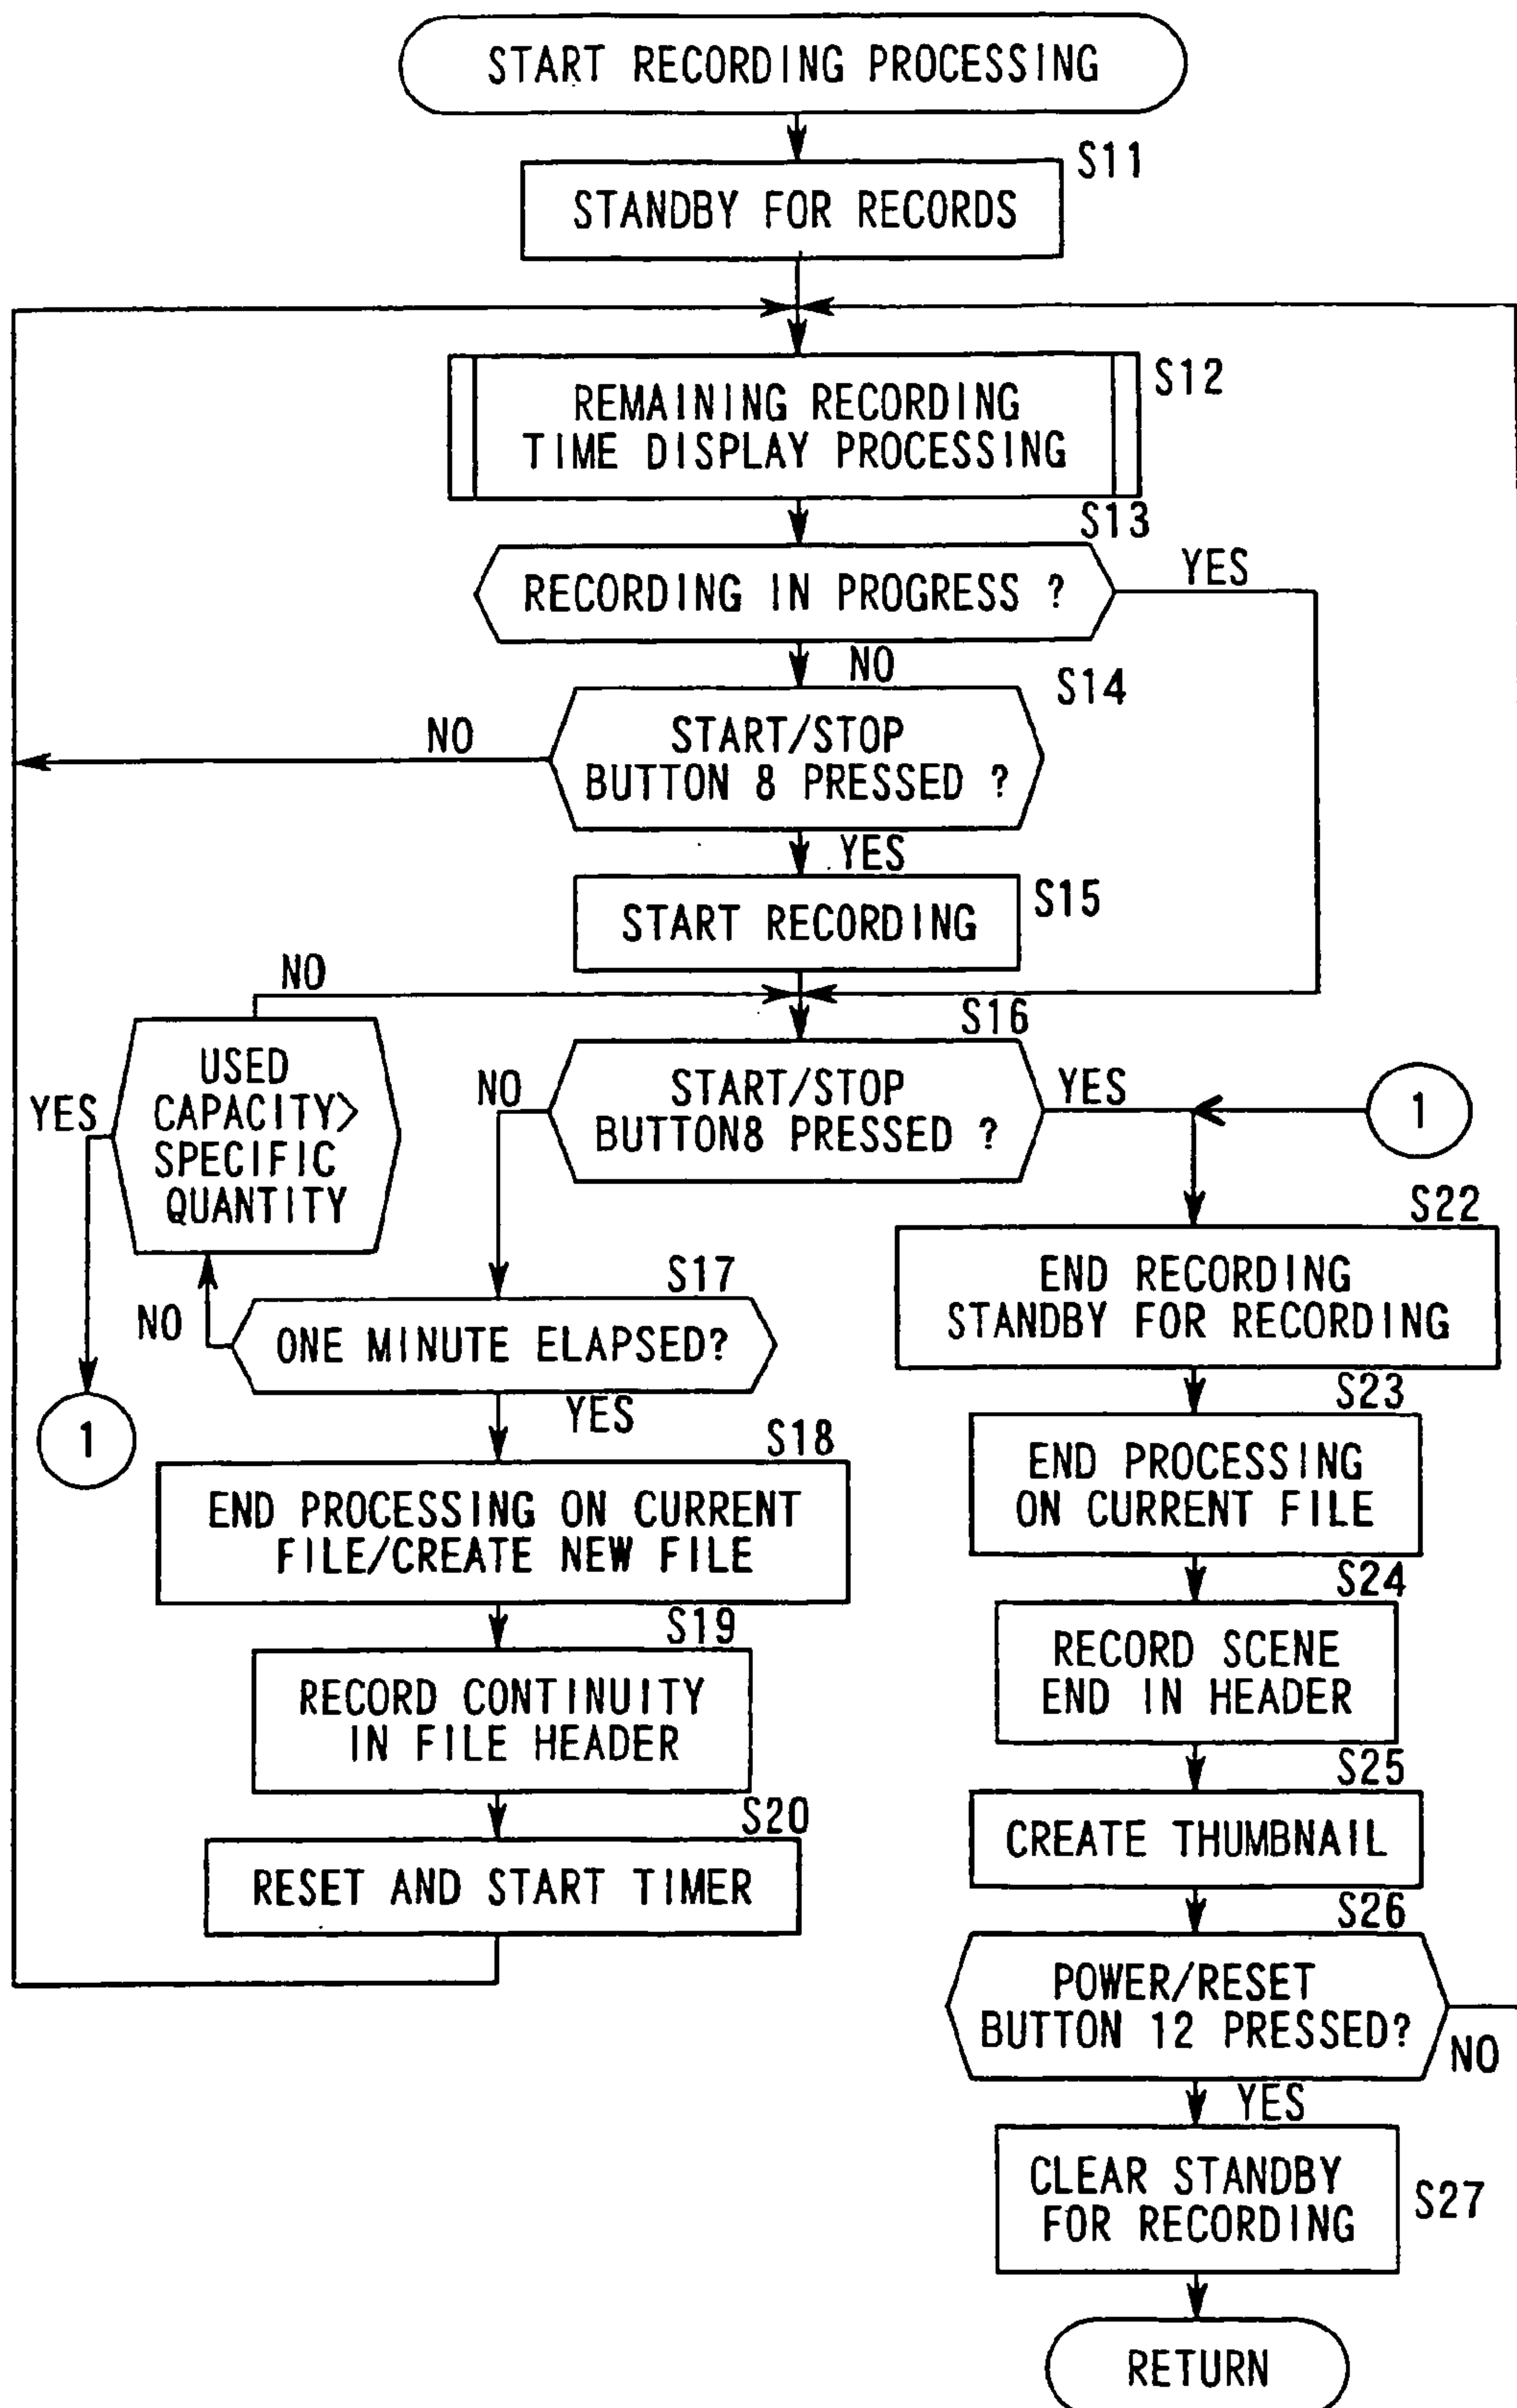 START RECORDING PROCESSING
S11
STANDBY FOR RECORDS
S12
REMAINING RECORDING
TIME DISPLAY PROCESSING
S13
RECORDING IN PROGRESS ?
YES
NO
S14
START/STOP
BUTTON 8 PRESSED ?
NO
YES
S15
START RECORDING
NO
USED
CAPACITY>
SPECIFIC
QUANTITY
YES
1
S16
START/STOP
BUTTON8 PRESSED ?
NO
YES
1
S17
ONE MINUTE ELAPSED?
NO
YES
S18
END PROCESSING ON CURRENT
FILE/CREATE NEW FILE
S19
RECORD CONTINUITY
IN FILE HEADER
S20
RESET AND START TIMER
S22
END RECORDING
STANDBY FOR RECORDING
S23
END PROCESSING
ON CURRENT FILE
S24
RECORD SCENE
END IN HEADER
S25
CREATE THUMBNAIL
S26
POWER/RESET
BUTTON 12 PRESSED?
NO
YES
CLEAR STANDBY
FOR RECORDING
S27
RETURN